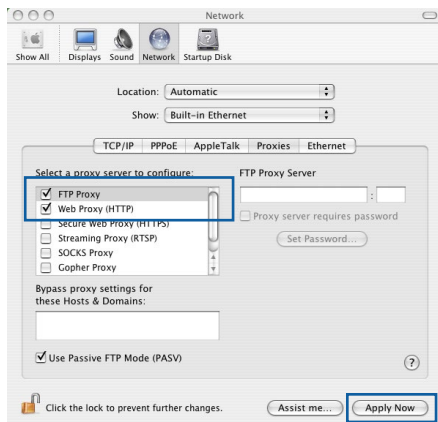 Network
Show All Displays Sound Network Startup Disk
Location: Automatic
Show: Built-in Ethernet
TCP/IP PPPoE AppleTalk Proxies Ethernet
Select a proxy server to configure: FTP Proxy Server
FTP Proxy :
Web Proxy (HTTP)
Proxy server requires password
Secure Web Proxy (HTTPS)
Streaming Proxy (RTSP) Set Password...
SOCKS Proxy
Gopher Proxy
Bypass proxy settings for
these Hosts & Domains:
Use Passive FTP Mode (PASV) ?
Click the lock to prevent further changes. Assist me... Apply Now